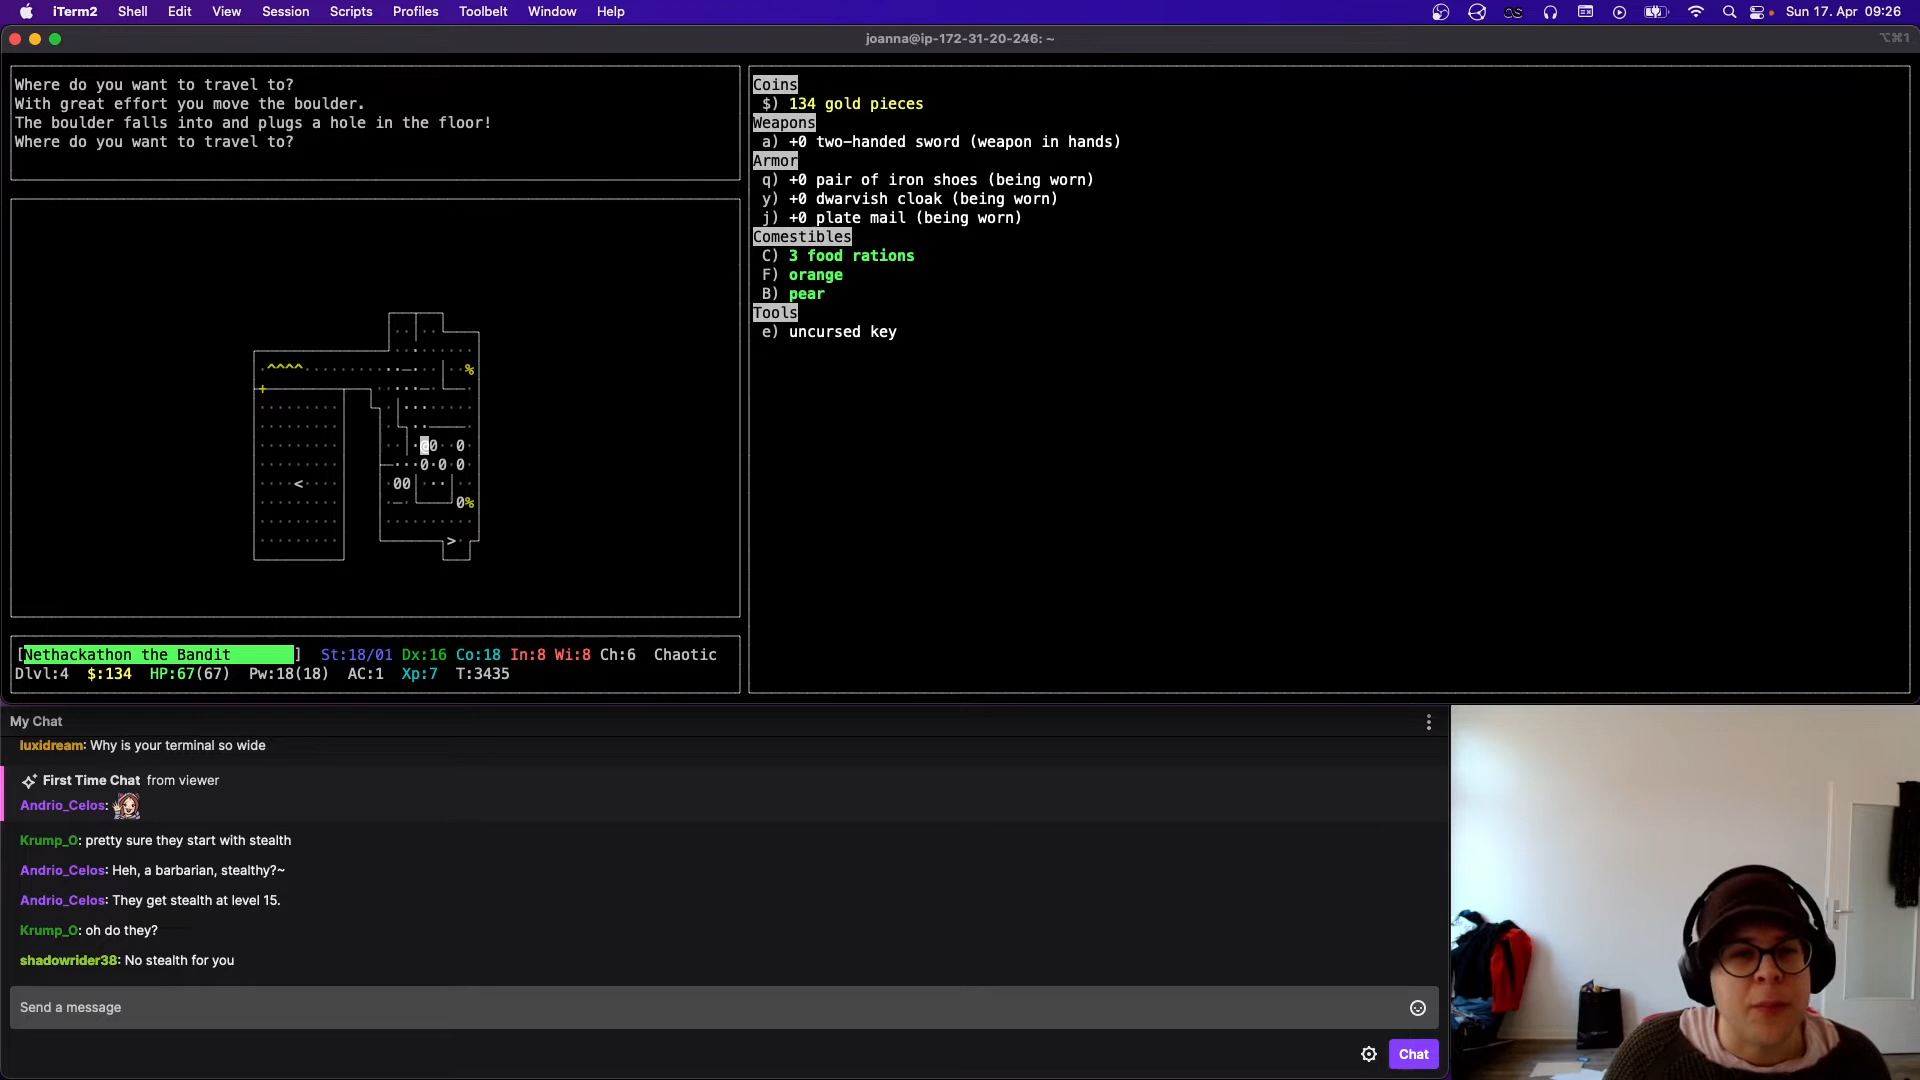 iTerm2 Shell Edit View Session Scripts Profiles Toolbelt Window Help Sun 17. Apr 09:26
joanna@ip-172-31-20-246: ~ ⌥⌘1
Where do you want to travel to?
With great effort you move the boulder.
The boulder falls into and plugs a hole in the floor!
Where do you want to travel to?
Coins
$) 134 gold pieces
Weapons
a) +0 two-handed sword (weapon in hands)
Armor
q) +0 pair of iron shoes (being worn)
y) +0 dwarvish cloak (being worn)
j) +0 plate mail (being worn)
Comestibles
C) 3 food rations
F) orange
B) pear
Tools
e) uncursed key
[Nethackathon the Bandit ] St:18/01 Dx:16 Co:18 In:8 Wi:8 Ch:6 Chaotic
Dlvl:4 $:134 HP:67(67) Pw:18(18) AC:1 Xp:7 T:3435
My Chat
luxidream: Why is your terminal so wide
First Time Chat from viewer
Andrio_Celos:
Krump_O: pretty sure they start with stealth
Andrio_Celos: Heh, a barbarian, stealthy?~
Andrio_Celos: They get stealth at level 15.
Krump_O: oh do they?
shadowrider38: No stealth for you
Send a message
Chat